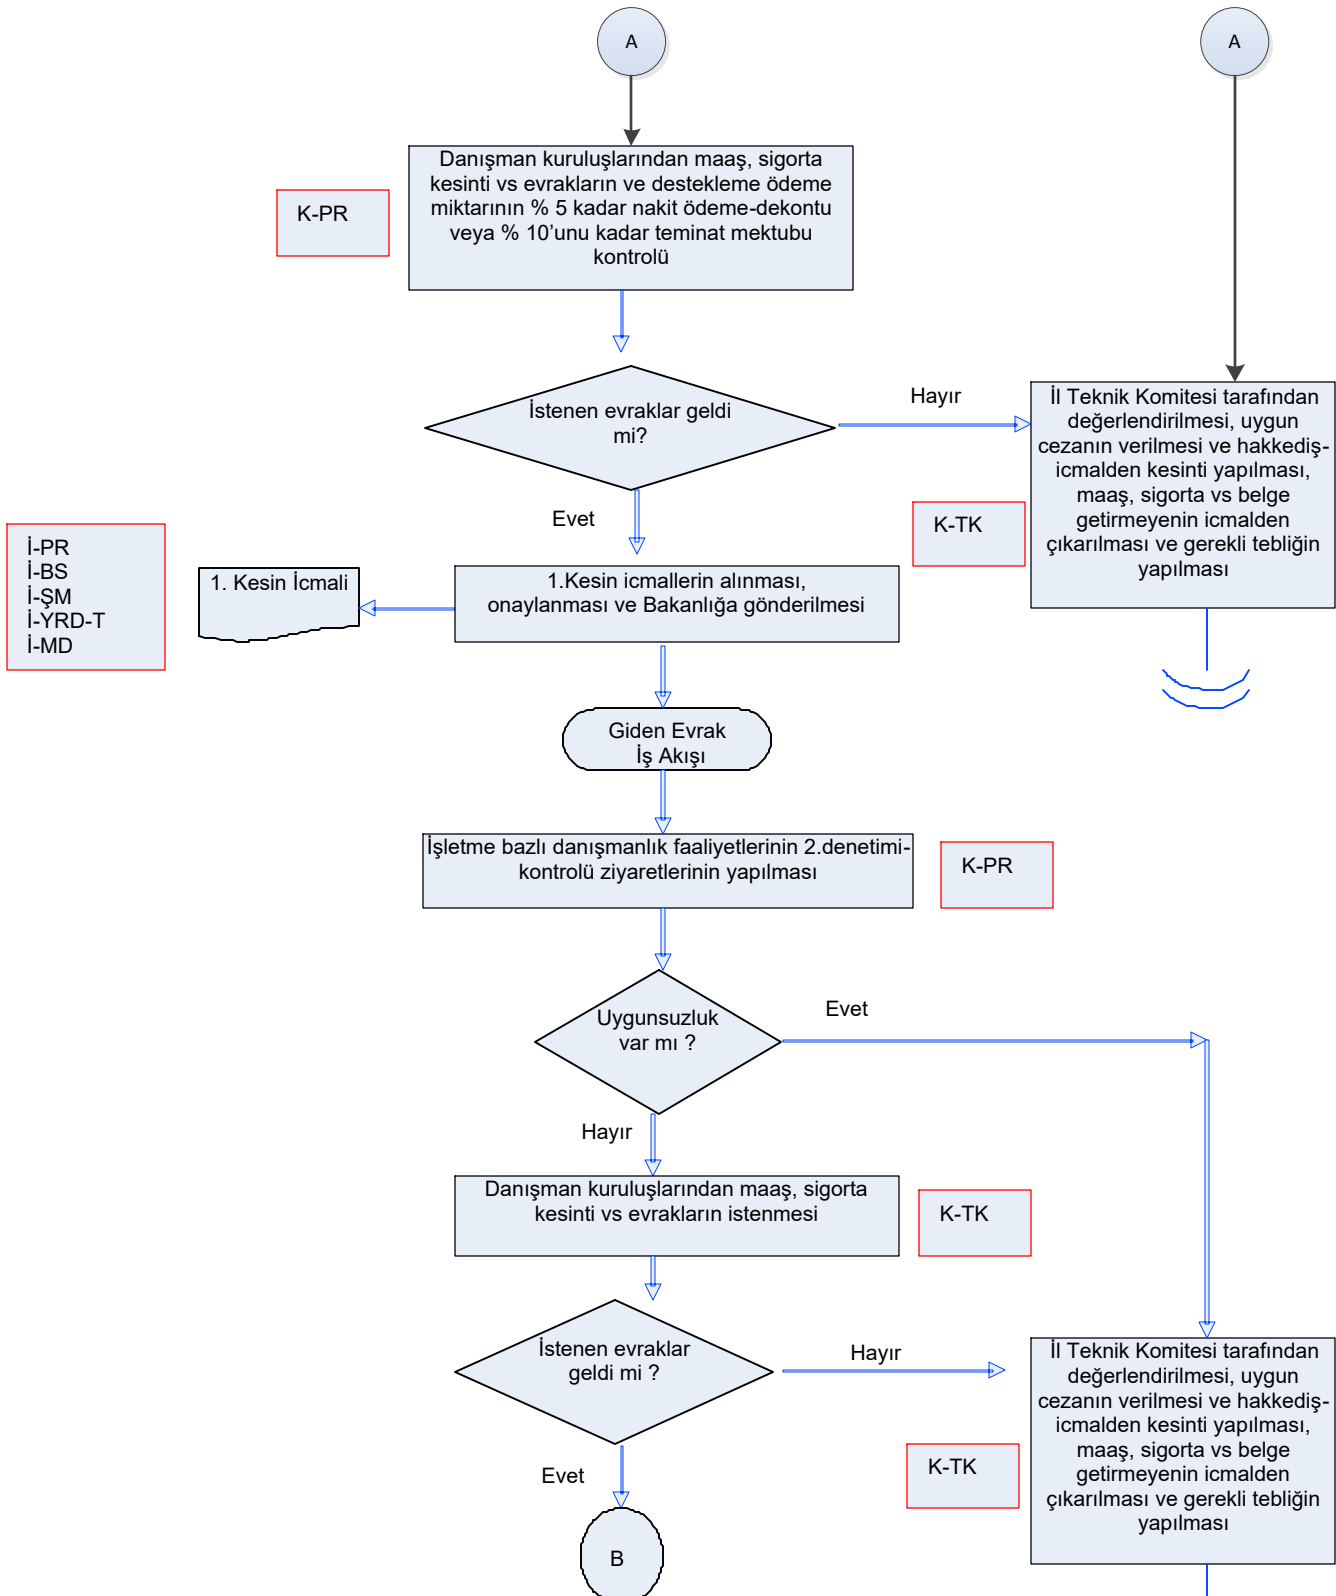 A
A
Danışman kuruluşlarından maaş, sigorta
kesinti vs evrakların ve destekleme ödeme
miktarının % 5 kadar nakit ödeme-dekontu
veya % 10’unu kadar teminat mektubu
kontrolü
K-PR
İstenen evraklar geldi
mi?
Hayır
İl Teknik Komitesi tarafından
değerlendirilmesi, uygun
cezanın verilmesi ve hakkediş-
icmalden kesinti yapılması,
maaş, sigorta vs belge
getirmeyenin icmalden
çıkarılması ve gerekli tebliğin
yapılması
K-TK
Evet
İ-PR
İ-BS
İ-ŞM
İ-YRD-T
İ-MD
1. Kesin İcmali
1.Kesin icmallerin alınması,
onaylanması ve Bakanlığa gönderilmesi
Giden Evrak
İş Akışı
İşletme bazlı danışmanlık faaliyetlerinin 2.denetimi-
kontrolü ziyaretlerinin yapılması
K-PR
Uygunsuzluk
var mı ?
Evet
Hayır
Danışman kuruluşlarından maaş, sigorta
kesinti vs evrakların istenmesi
K-TK
İstenen evraklar
geldi mi ?
Hayır
İl Teknik Komitesi tarafından
değerlendirilmesi, uygun
cezanın verilmesi ve hakkediş-
icmalden kesinti yapılması,
maaş, sigorta vs belge
getirmeyenin icmalden
çıkarılması ve gerekli tebliğin
yapılması
K-TK
Evet
B